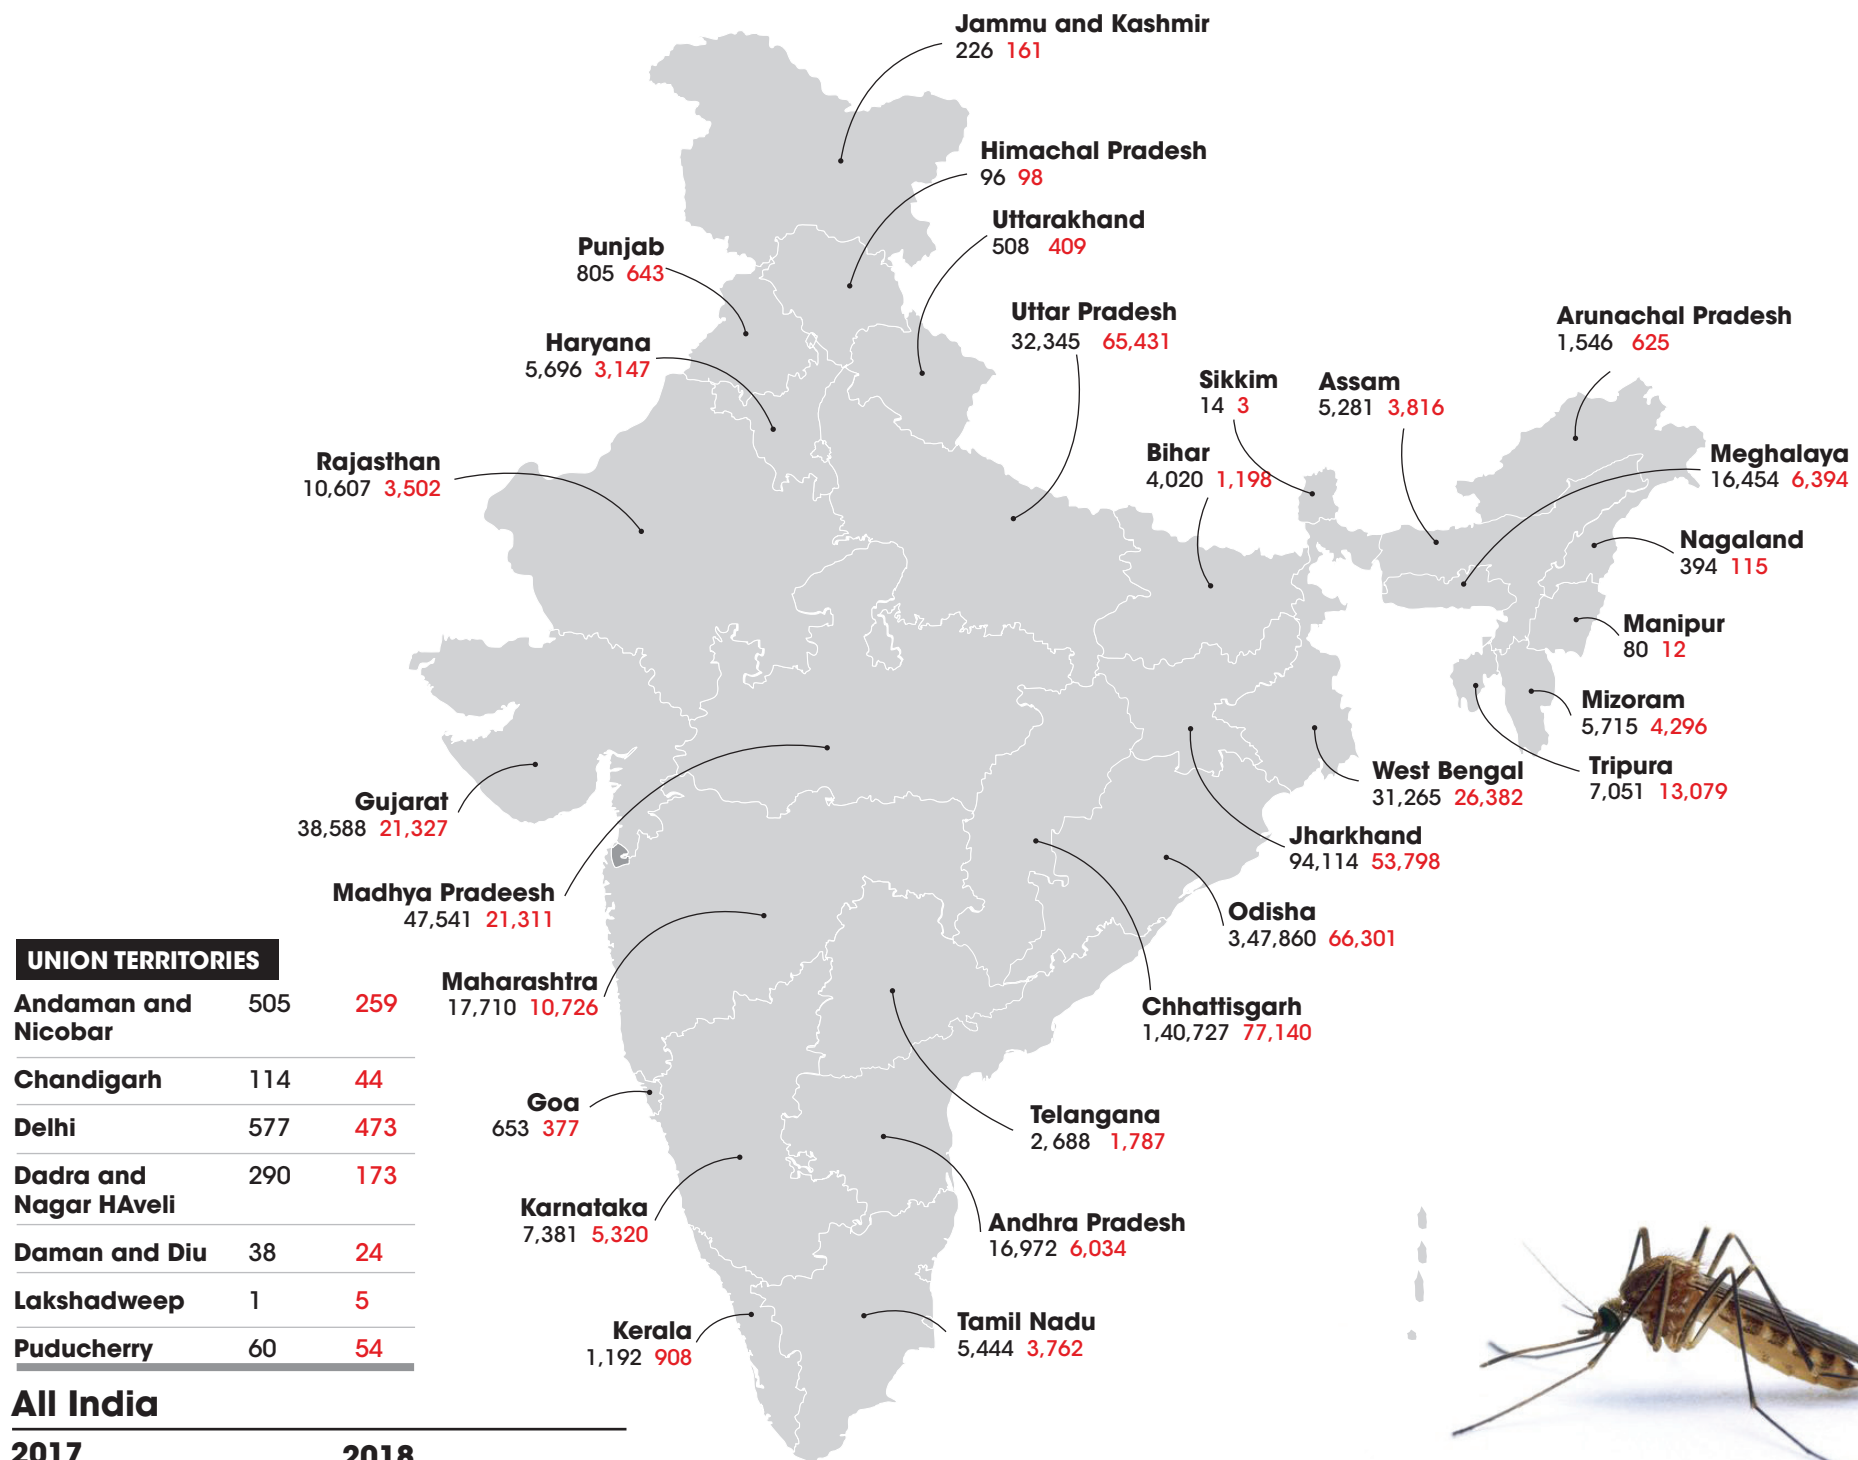 Jammu and Kashmir
226 161
Himachal Pradesh
96 98
Uttarakhand
508 409
Punjab
805 643
Uttar Pradesh
32,345 65,431
Arunachal Pradesh
1,546 625
Haryana
5,696 3,147
Sikkim
14 3
Assam
5,281 3,816
Bihar
4,020 1,198
Meghalaya
16,454 6,394
Rajasthan
10,607 3,502
Nagaland
394 115
Manipur
80 12
Mizoram
5,715 4,296
Tripura
7,051 13,079
West Bengal
31,265 26,382
Gujarat
38,588 21,327
Jharkhand
94,114 53,798
Madhya Pradeesh
47,541 21,311
Odisha
3,47,860 66,301
Maharashtra
17,710 10,726
Chhattisgarh
1,40,727 77,140
Goa
653 377
Telangana
2,688 1,787
Karnataka
7,381 5,320
Andhra Pradesh
16,972 6,034
Kerala
1,192 908
Tamil Nadu
5,444 3,762
UNION TERRITORIES
Andaman and 505 259
Nicobar
Chandigarh 114 44
Delhi 577 473
Dadra and 290 173
Nagar HAveli
Daman and Diu 38 24
Lakshadweep 1 5
Puducherry 60 54
All India
2017 2018